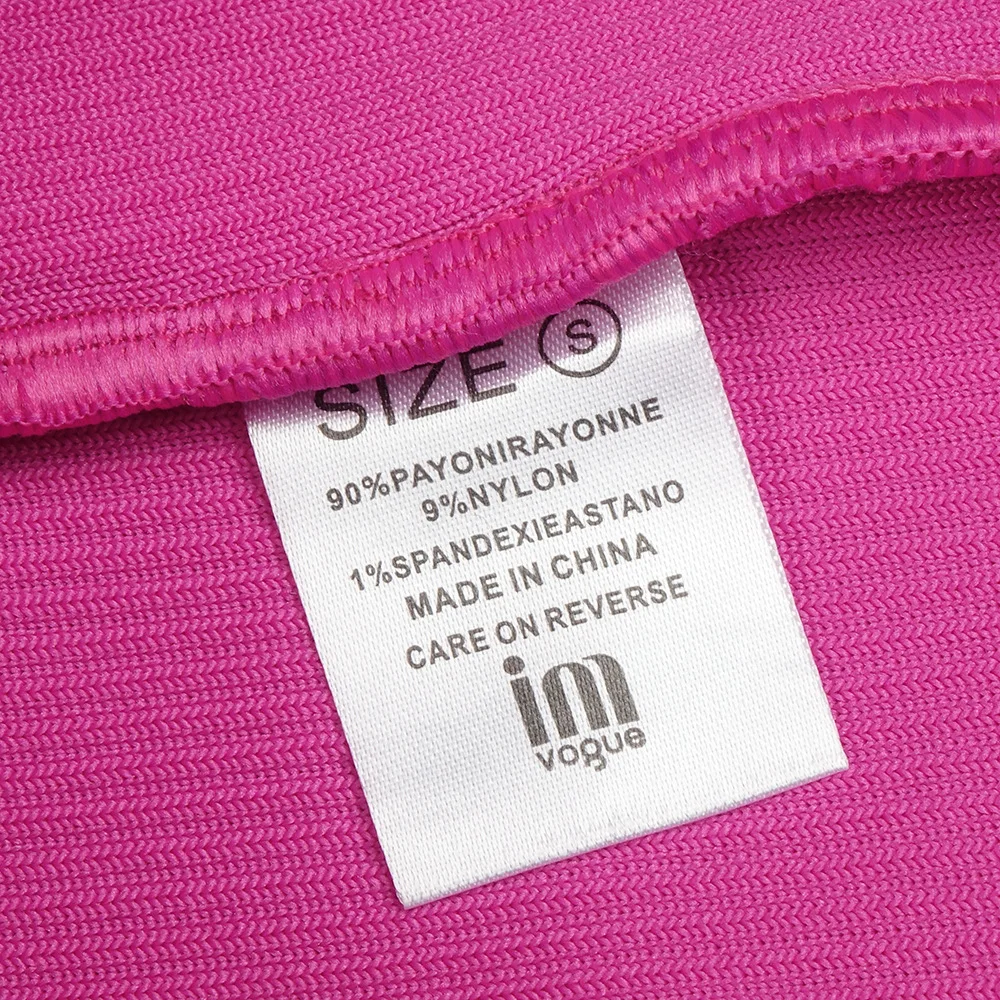 SIZE S
90%PAYONIRAYONNE
9%NYLON
1%SPANDEXIEASTANO
MADE IN CHINA
CARE ON REVERSE
im
vogue